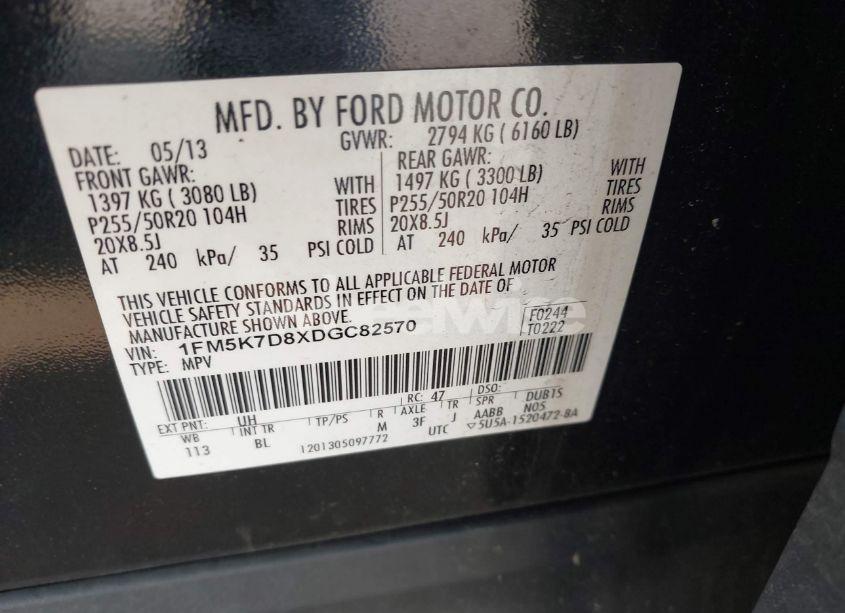 MFD. BY FORD MOTOR CO.
DATE: 05/13 GVWR: 2794 KG ( 6160 LB)
FRONT GAWR: REAR GAWR:
1397 KG ( 3080 LB) WITH 1497 KG ( 3300 LB) WITH
P255/50R20 104H TIRES P255/50R20 104H TIRES
20X8.5J RIMS 20X8.5J RIMS
AT 240 kPa/ 35 PSI COLD AT 240 kPa/ 35 PSI COLD
THIS VEHICLE CONFORMS TO ALL APPLICABLE FEDERAL MOTOR
VEHICLE SAFETY STANDARDS IN EFFECT ON THE DATE OF
MANUFACTURE SHOWN ABOVE.
VIN: 1FM5K7D8XDGC82570 F0244
TYPE: MPV T0222
EXT PNT: UH RC: 47 DSO:
WB INT TR TP/PS R AXLE TR SPR DUBTS
113 BL M 3F J AABB N05
1201305097772 UTC ▽5U5A-1520472-BA